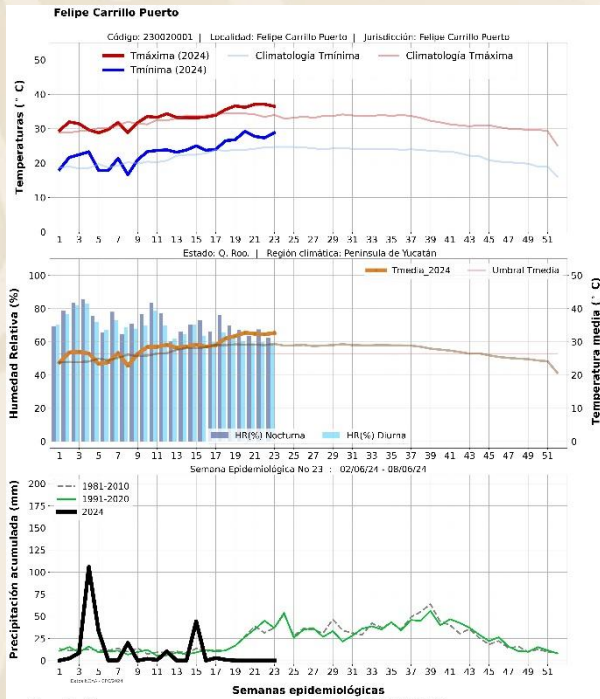 Felipe Carrillo Puerto
Código: 230020001 | Localidad: Felipe Carrillo Puerto | Jurisdicción: Felipe Carrillo Puerto
Tmáxima (2024) Climatología Tmínima Climatología Tmáxima
Tmínima (2024)
Temperaturas (° C)
50
40
30
20
10
0
1 3 5 7 9 11 13 15 17 19 21 23 25 27 29 31 33 35 37 39 41 43 45 47 49 51
Estado: Q. Roo. | Región climática: Peninsula de Yucatán
Tmedia_2024 Umbral Tmedia
Humedad Relativa (%)
100
80
60
40
20
0
HR(%) Nocturna HR(%) Diurna
Temperatura media (° C)
50
40
30
20
10
0
1 3 5 7 9 11 13 15 17 19 21 23 25 27 29 31 33 35 37 39 41 43 45 47 49 51
Semana Epidemiológica No 23 : 02/06/24 - 08/06/24
1981-2010
1991-2020
2024
Precipitación acumulada (mm)
200
175
150
125
100
75
50
25
0
1 3 5 7 9 11 13 15 17 19 21 23 25 27 29 31 33 35 37 39 41 43 45 47 49 51
Semanas epidemiológicas